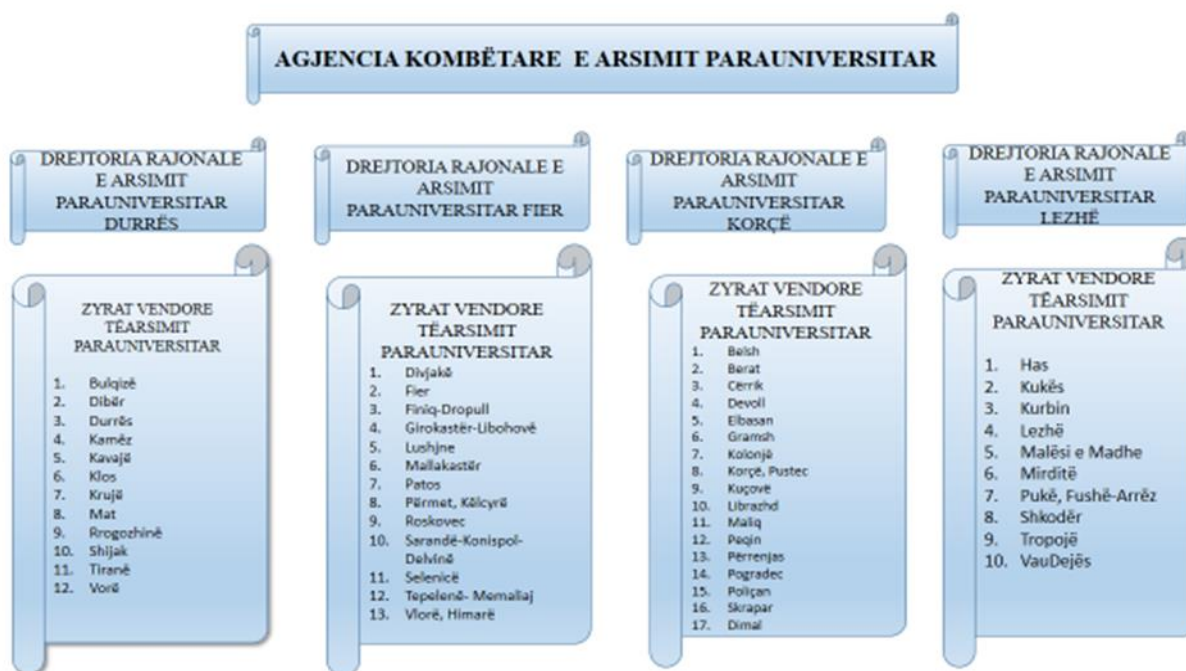 AGJENCIA KOMBËTARE E ARSIMIT PARAUNIVERSITAR
DREJTORIA RAJONALE
E ARSIMIT
PARAUNIVERSITAR
DURRËS
ZYRAT VENDORE
TËARSIMIT
PARAUNIVERSITAR
1. Bulqizë
2. Dibër
3. Durrës
4. Kamëz
5. Kavajë
6. Klos
7. Krujë
8. Mat
9. Rrogozhinë
10. Shijak
11. Tiranë
12. Vorë
DREJTORIA RAJONALE E
ARSIMIT
PARAUNIVERSITAR FIER
ZYRAT VENDORE
TËARSIMIT
PARAUNIVERSITAR
1. Divjakë
2. Fier
3. Finiq-Dropull
4. Girokastër-Libohovë
5. Lushjne
6. Mallakastër
7. Patos
8. Përmet, Këlcyrë
9. Roskovec
10. Sarandë-Konispol-
Delvinë
11. Selenicë
12. Tepelenë- Memaliaj
13. Vlorë, Himarë
DREJTORIA RAJONALE E
ARSIMIT
PARAUNIVERSITAR
KORÇË
ZYRAT VENDORE
TËARSIMIT
PARAUNIVERSITAR
1. Belsh
2. Berat
3. Cërrik
4. Devoll
5. Elbasan
6. Gramsh
7. Kolonjë
8. Korçë, Pustec
9. Kuçovë
10. Librazhd
11. Maliq
12. Peqin
13. Përrenjas
14. Pogradec
15. Poliçan
16. Skrapar
17. Dimal
DREJTORIA RAJONALE
E ARSIMIT
PARAUNIVERSITAR
LEZHË
ZYRAT VENDORE
TËARSIMIT
PARAUNIVERSITAR
1. Has
2. Kukës
3. Kurbin
4. Lezhë
5. Malësi e Madhe
6. Mirditë
7. Pukë, Fushë-Arrëz
8. Shkodër
9. Tropojë
10. VauDejës